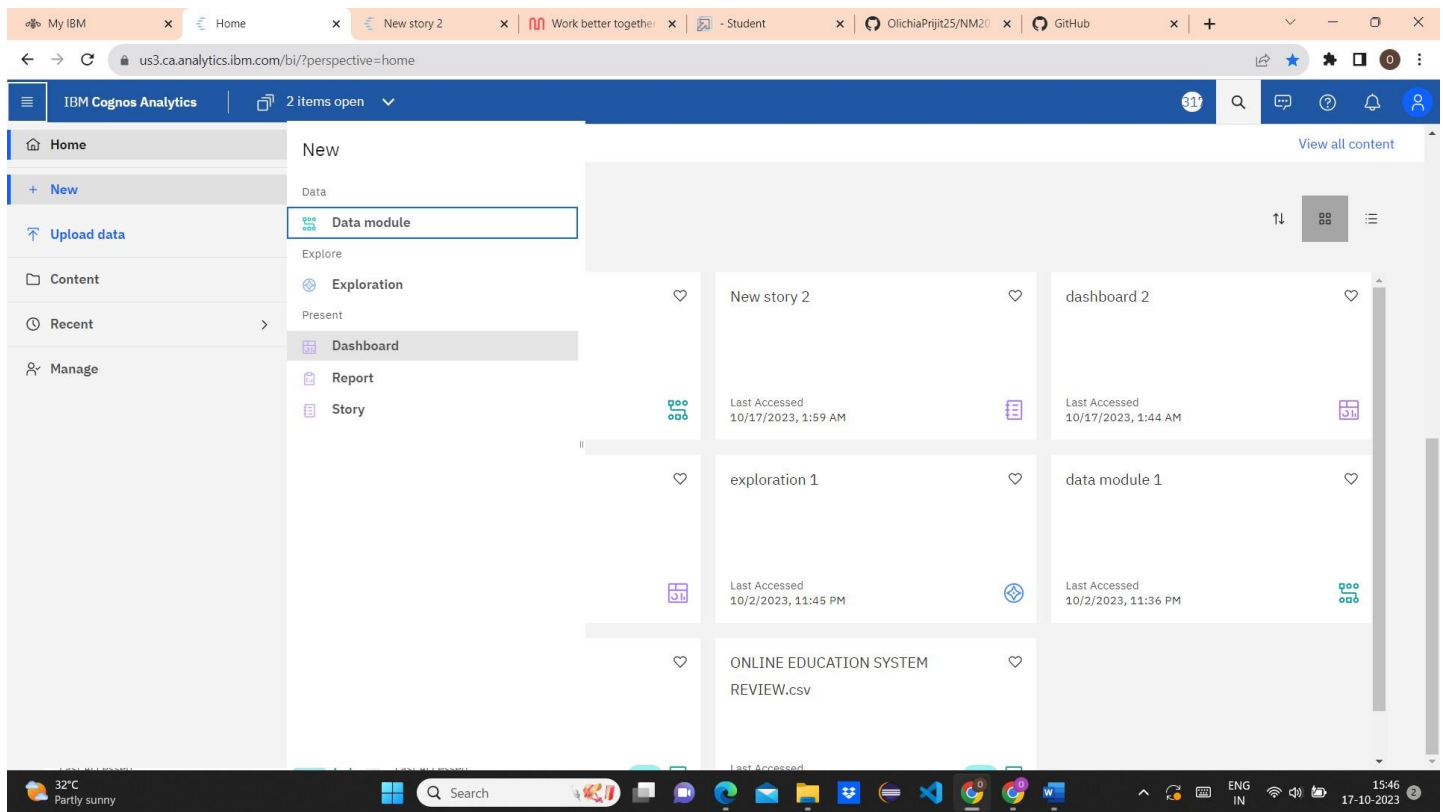 My IBM
Home
New story 2
Work better together
- Student
OlichiaPrijit25/NM20
GitHub
us3.ca.analytics.ibm.com/bi/?perspective=home
O
IBM Cognos Analytics
2 items open
317
Home
New
Upload data
Content
Recent
Manage
New
Data
Data module
Explore
Exploration
Present
Dashboard
Report
Story
View all content
New story 2
Last Accessed
10/17/2023, 1:59 AM
dashboard 2
Last Accessed
10/17/2023, 1:44 AM
exploration 1
Last Accessed
10/2/2023, 11:45 PM
data module 1
Last Accessed
10/2/2023, 11:36 PM
ONLINE EDUCATION SYSTEM
REVIEW.csv
Last Accessed
32°C
Partly sunny
Search
ENG
IN
15:46
17-10-2023
2